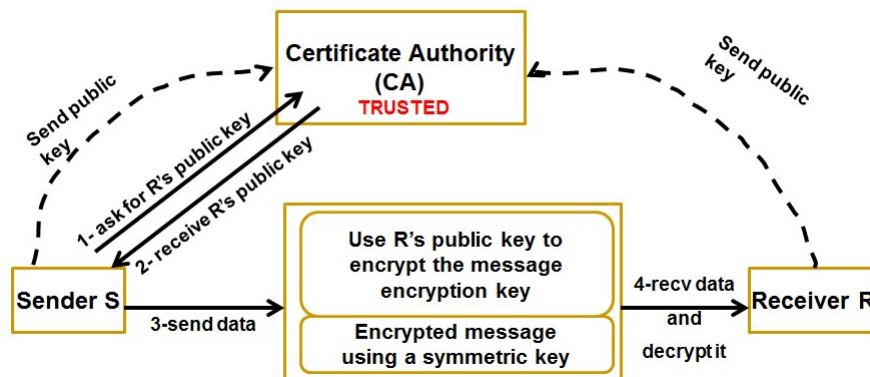 Certificate Authority
(CA)
TRUSTED
Send public
key
Send public
key
1- ask for R's public key
2- receive R's public key
Sender S
3-send data
Use R's public key to
encrypt the message
encryption key
Encrypted message
using a symmetric key
4-recv data
and
decrypt it
Receiver R